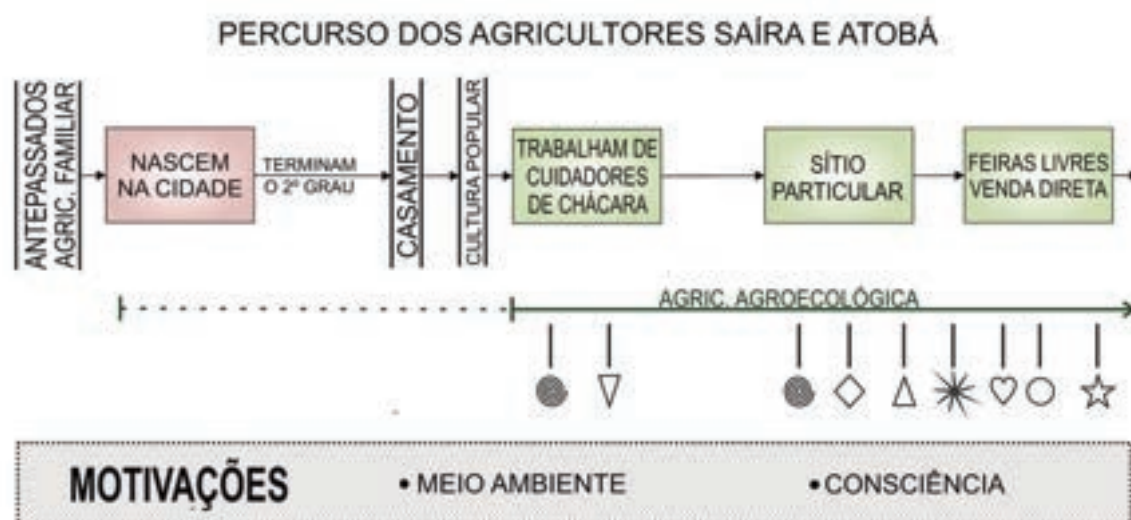 PERCURSO DOS AGRICULTORES SAÍRA E ATOBÁ
ANTEPASSADOS
AGRIC. FAMILIAR
NASCEM
NA CIDADE
TERMINAM
O 2º GRAU
CASAMENTO
CULTURA POPULAR
TRABALHAM DE
CUIDADORES
DE CHÁCARA
SÍTIO
PARTICULAR
FEIRAS LIVRES
VENDA DIRETA
AGRIC. AGROECOLÓGICA
MOTIVAÇÕES
• MEIO AMBIENTE
• CONSCIÊNCIA